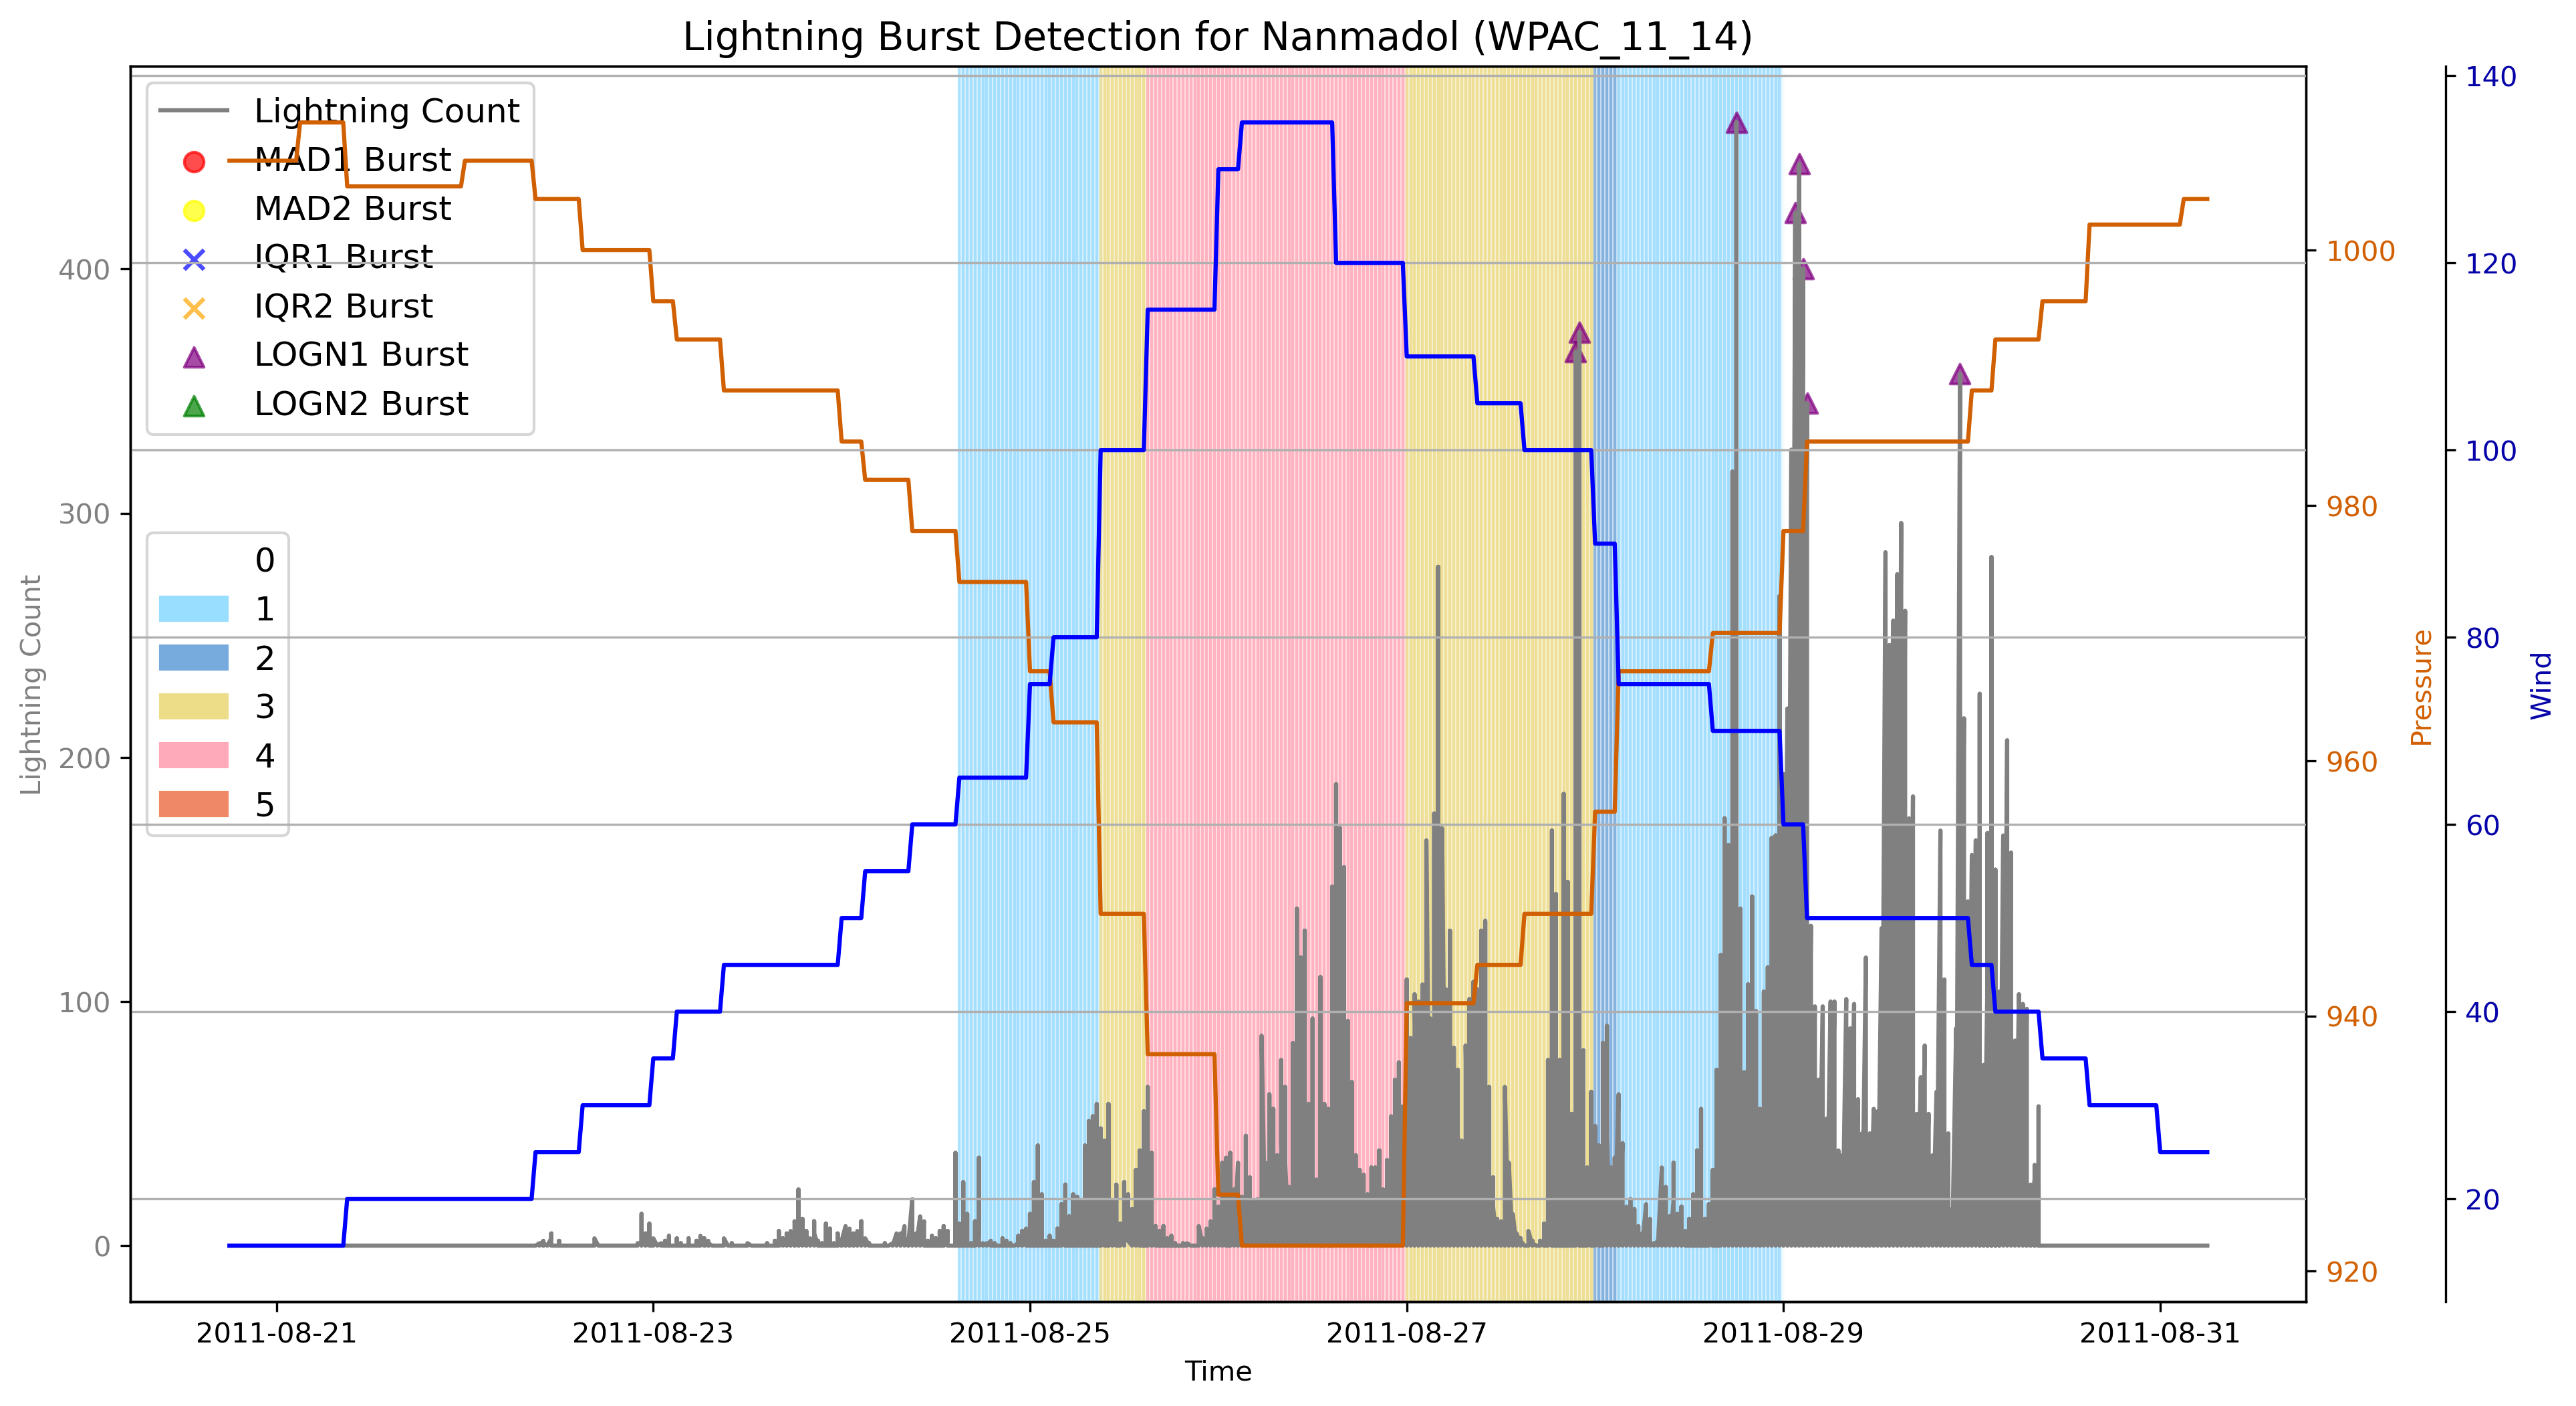 Lightning Burst Detection for Nanmadol (WPAC_11_14)
Lightning Count
MAD1 Burst
MAD2 Burst
IQR1 Burst
IQR2 Burst
LOGN1 Burst
LOGN2 Burst
0
1
2
3
4
5
Lightning Count
400
300
200
100
0
1000
980
960
940
920
Pressure
140
120
100
80
60
40
20
Wind
2011-08-21
2011-08-23
2011-08-25
2011-08-27
2011-08-29
2011-08-31
Time